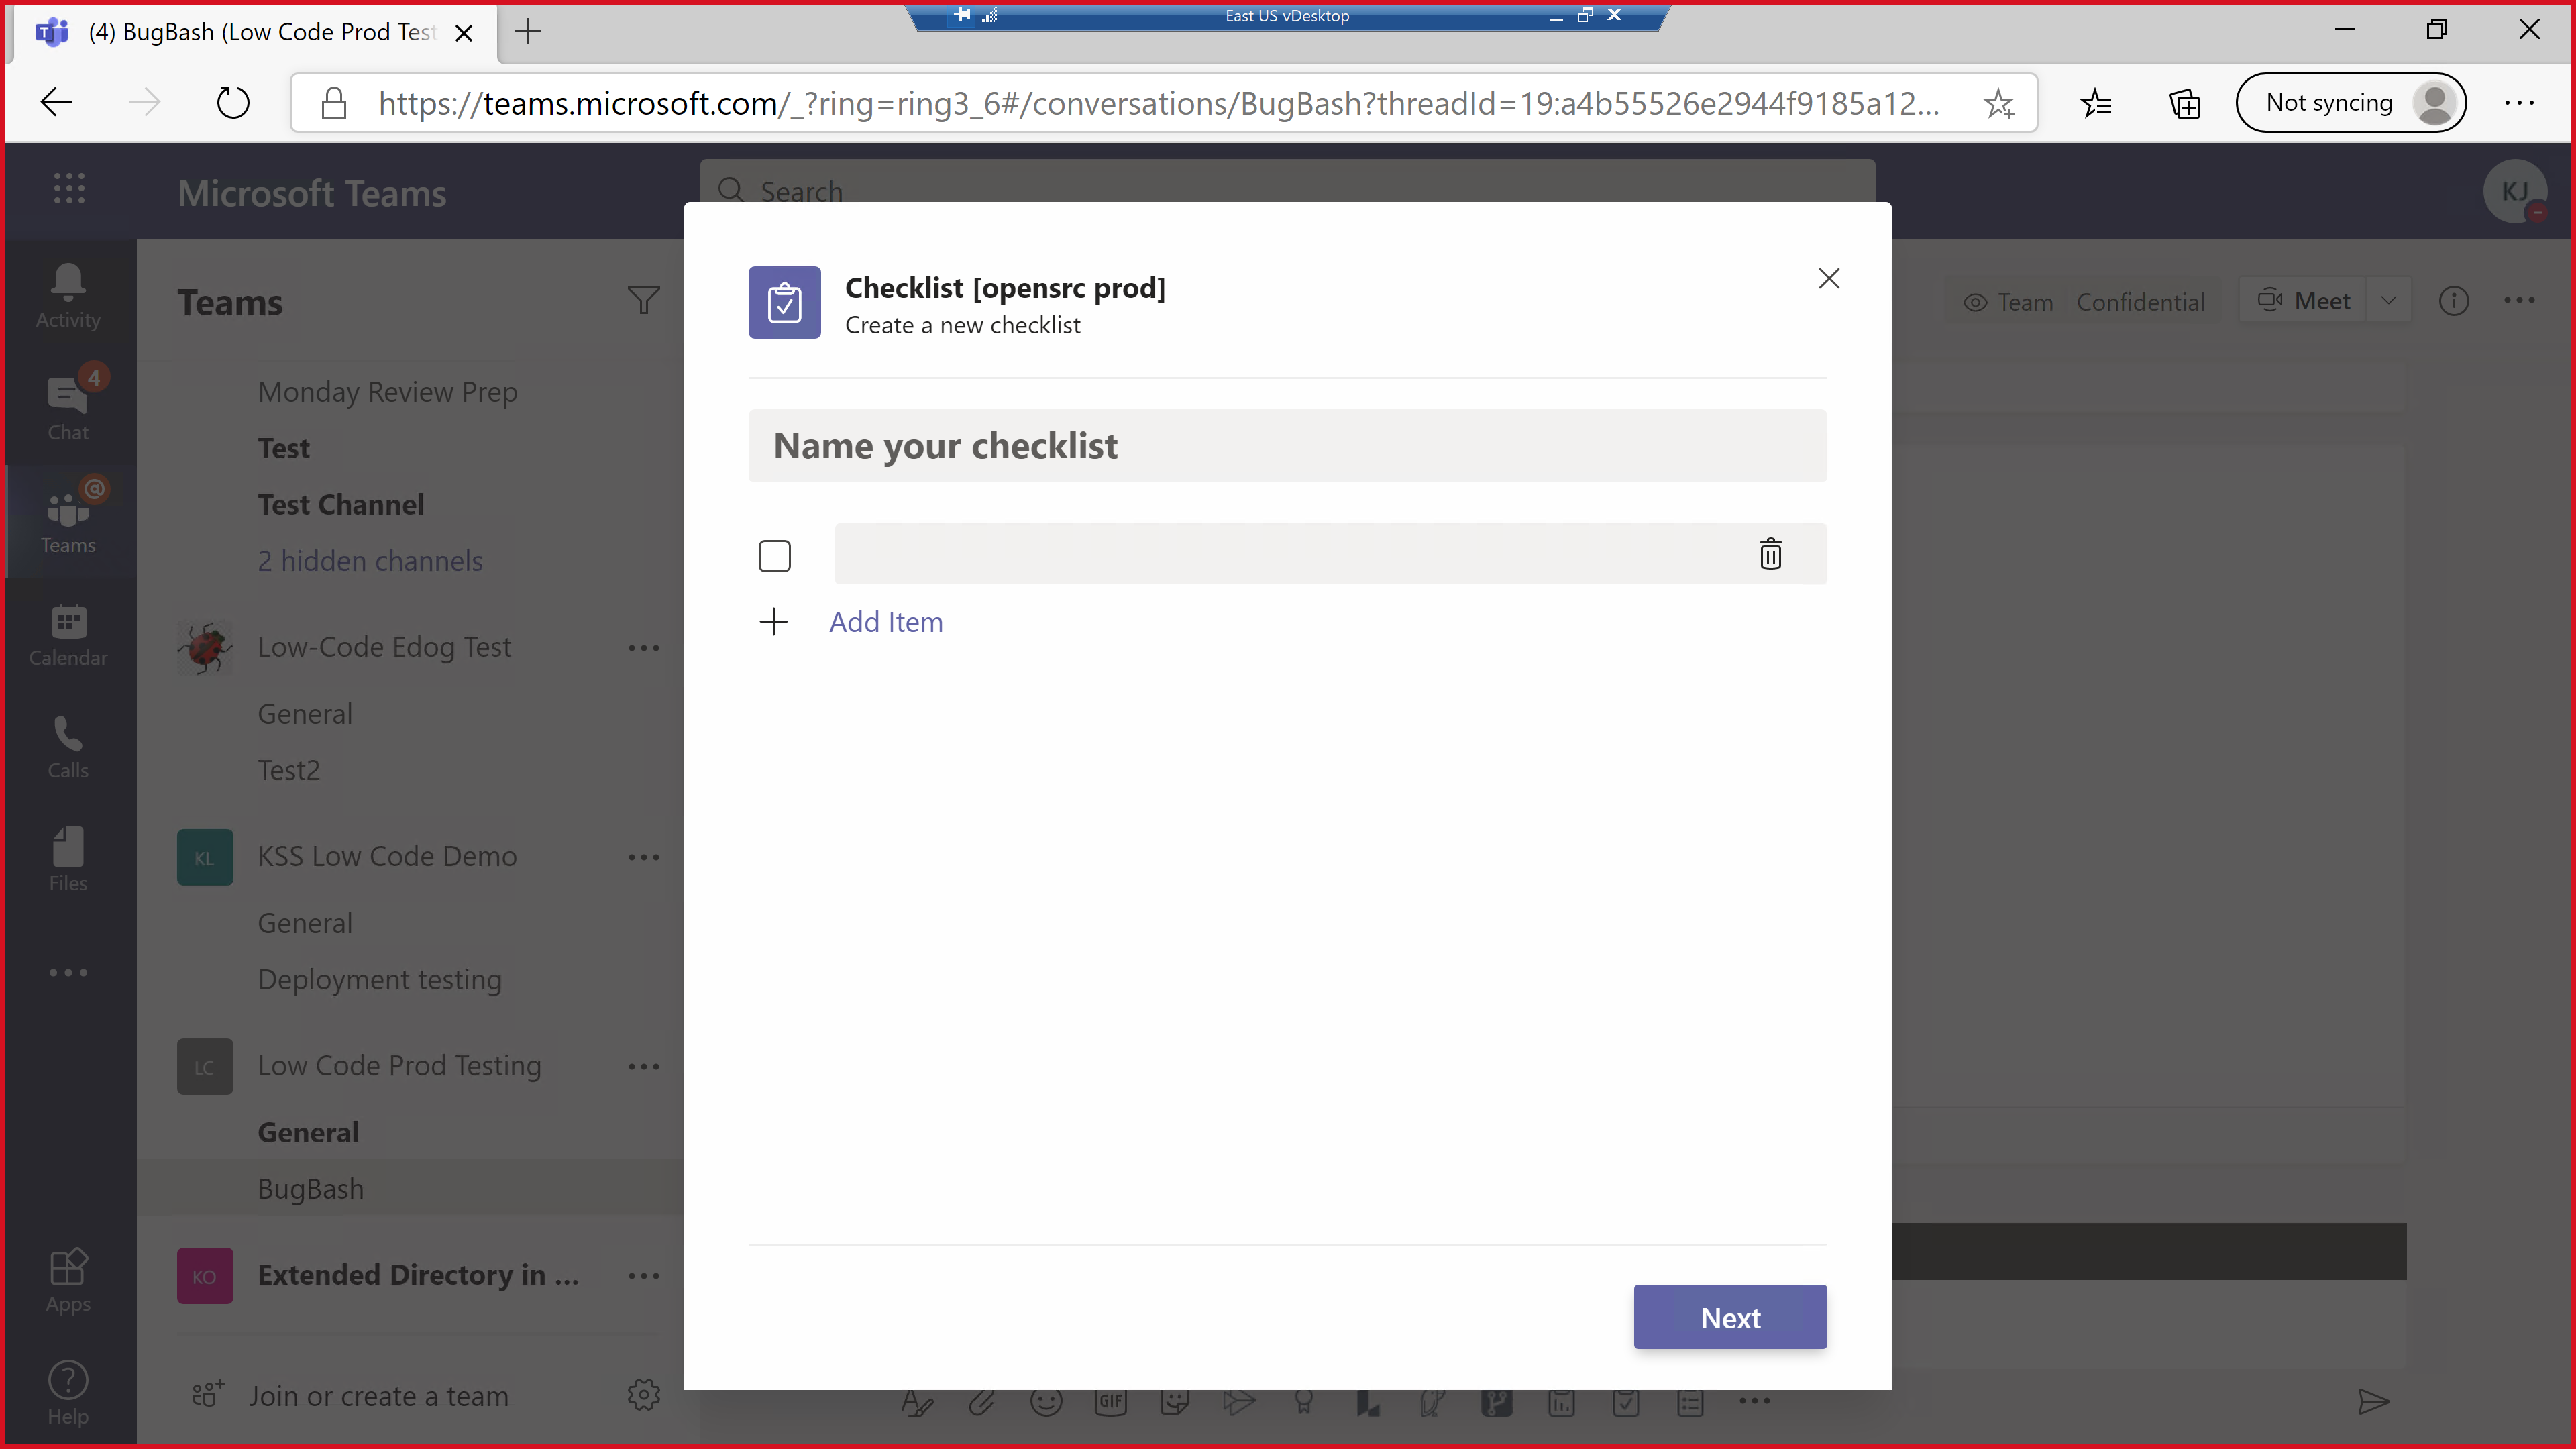 East US vDesktop
(4) BugBash (Low Code Prod Test
https://teams.microsoft.com/_?ring=ring3_6#/conversations/BugBash?threadId=19:a4b55526e2944f9185a12...
Not syncing
Microsoft Teams
Search
KJ
Activity
4
Chat
@
Teams
Calendar
Calls
Files
Apps
Help
Teams
Monday Review Prep
Test
Test Channel
2 hidden channels
Low-Code Edog Test
General
Test2
KL
KSS Low Code Demo
General
Deployment testing
LC
Low Code Prod Testing
General
BugBash
KO
Extended Directory in ...
Join or create a team
Checklist [opensrc prod]
Create a new checklist
Name your checklist
Add Item
Next
Team Confidential
Meet
GIF